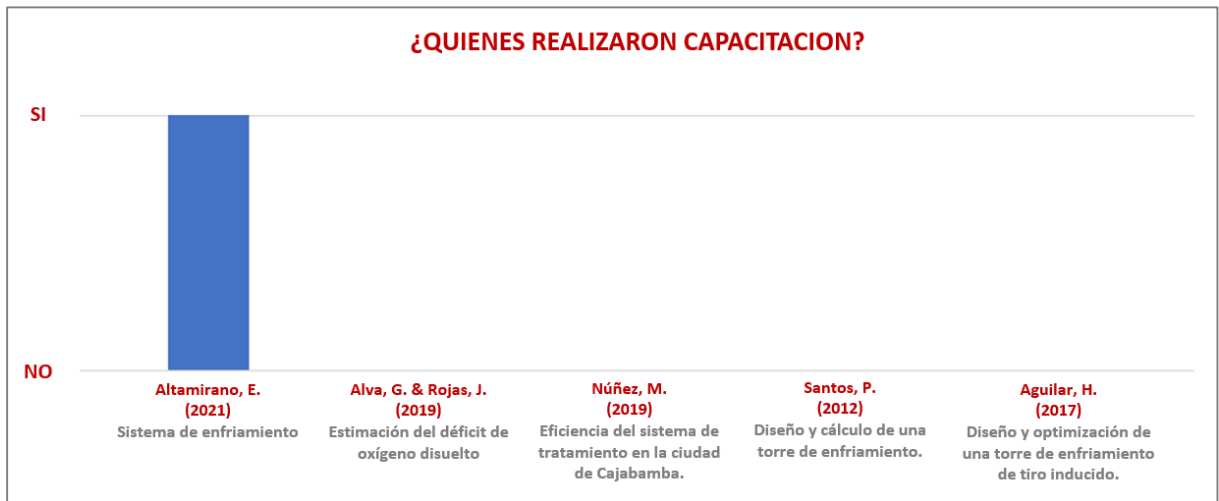 ¿QUIENES REALIZARON CAPACITACION?
SI
NO
Altamirano, E.
(2021)
Sistema de enfriamiento
Alva, G. & Rojas, J.
(2019)
Estimación del déficit de
oxígeno disuelto
Núñez, M.
(2019)
Eficiencia del sistema de
tratamiento en la ciudad
de Cajabamba.
Santos, P.
(2012)
Diseño y cálculo de una
torre de enfriamiento.
Aguilar, H.
(2017)
Diseño y optimización de
una torre de enfriamiento
de tiro inducido.